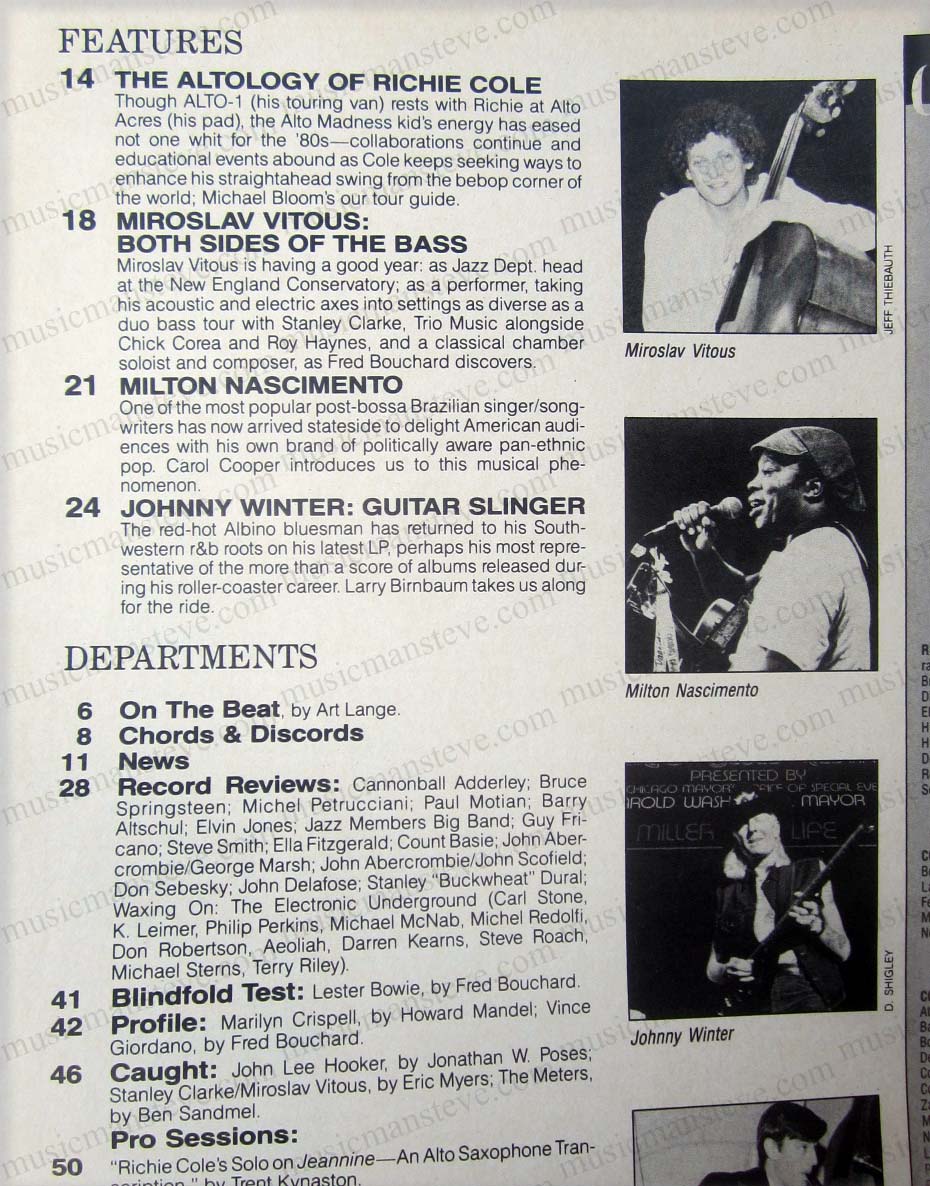 FEATURES
14 THE ALTOLOGY OF RICHIE COLE
Though ALTO-1 (his touring van) rests with Richie at Alto
Acres (his pad), the Alto Madness kid's energy has eased
not one whit for the '80s—collaborations continue and
educational events abound as Cole keeps seeking ways to
enhance his straightahead swing from the bebop corner of
the world; Michael Bloom's our tour guide.
18 MIROSLAV VITOUS:
BOTH SIDES OF THE BASS
Miroslav Vitous is having a good year: as Jazz Dept. head
at the New England Conservatory; as a performer, taking
his acoustic and electric axes into settings as diverse as a
duo bass tour with Stanley Clarke, Trio Music alongside
Chick Corea and Roy Haynes, and a classical chamber
soloist and composer, as Fred Bouchard discovers.
21 MILTON NASCIMENTO
One of the most popular post-bossa Brazilian singer/song-
writers has now arrived stateside to delight American audi-
ences with his own brand of politically aware pan-ethnic
pop. Carol Cooper introduces us to this musical phe-
nomenon.
24 JOHNNY WINTER: GUITAR SLINGER
The red-hot Albino bluesman has returned to his South-
western r&b roots on his latest LP, perhaps his most repre-
sentative of the more than a score of albums released dur-
ing his roller-coaster career. Larry Birnbaum takes us along
for the ride.
DEPARTMENTS
6 On The Beat, by Art Lange.
8 Chords & Discords
11 News
28 Record Reviews: Cannonball Adderley; Bruce
Springsteen; Michel Petrucciani; Paul Motian; Barry
Altschul; Elvin Jones; Jazz Members Big Band; Guy Fri-
cano; Steve Smith; Ella Fitzgerald; Count Basie; John Aber-
crombie/George Marsh; John Abercrombie/John Scofield;
Don Sebesky; John Delafose; Stanley "Buckwheat" Dural;
Waxing On: The Electronic Underground (Carl Stone,
K. Leimer, Philip Perkins, Michael McNab, Michel Redolfi,
Don Robertson, Aeoliah, Darren Kearns, Steve Roach,
Michael Sterns, Terry Riley).
41 Blindfold Test: Lester Bowie, by Fred Bouchard.
42 Profile: Marilyn Crispell, by Howard Mandel; Vince
Giordano, by Fred Bouchard.
46 Caught: John Lee Hooker, by Jonathan W. Poses;
Stanley Clarke/Miroslav Vitous, by Eric Myers; The Meters,
by Ben Sandmel.
Pro Sessions:
50 "Richie Cole's Solo on Jeannine—An Alto Saxophone Tran-
scription," by Trent Kynaston.
JEFF THIEBAUTH
Miroslav Vitous
Milton Nascimento
PRESENTED BY
CHICAGO MAYOR' OF SPECIAL EVE
AROLD WASH MAYOR
MILLER LIFE
D. SHIGLEY
Johnny Winter
musicmansteve.com